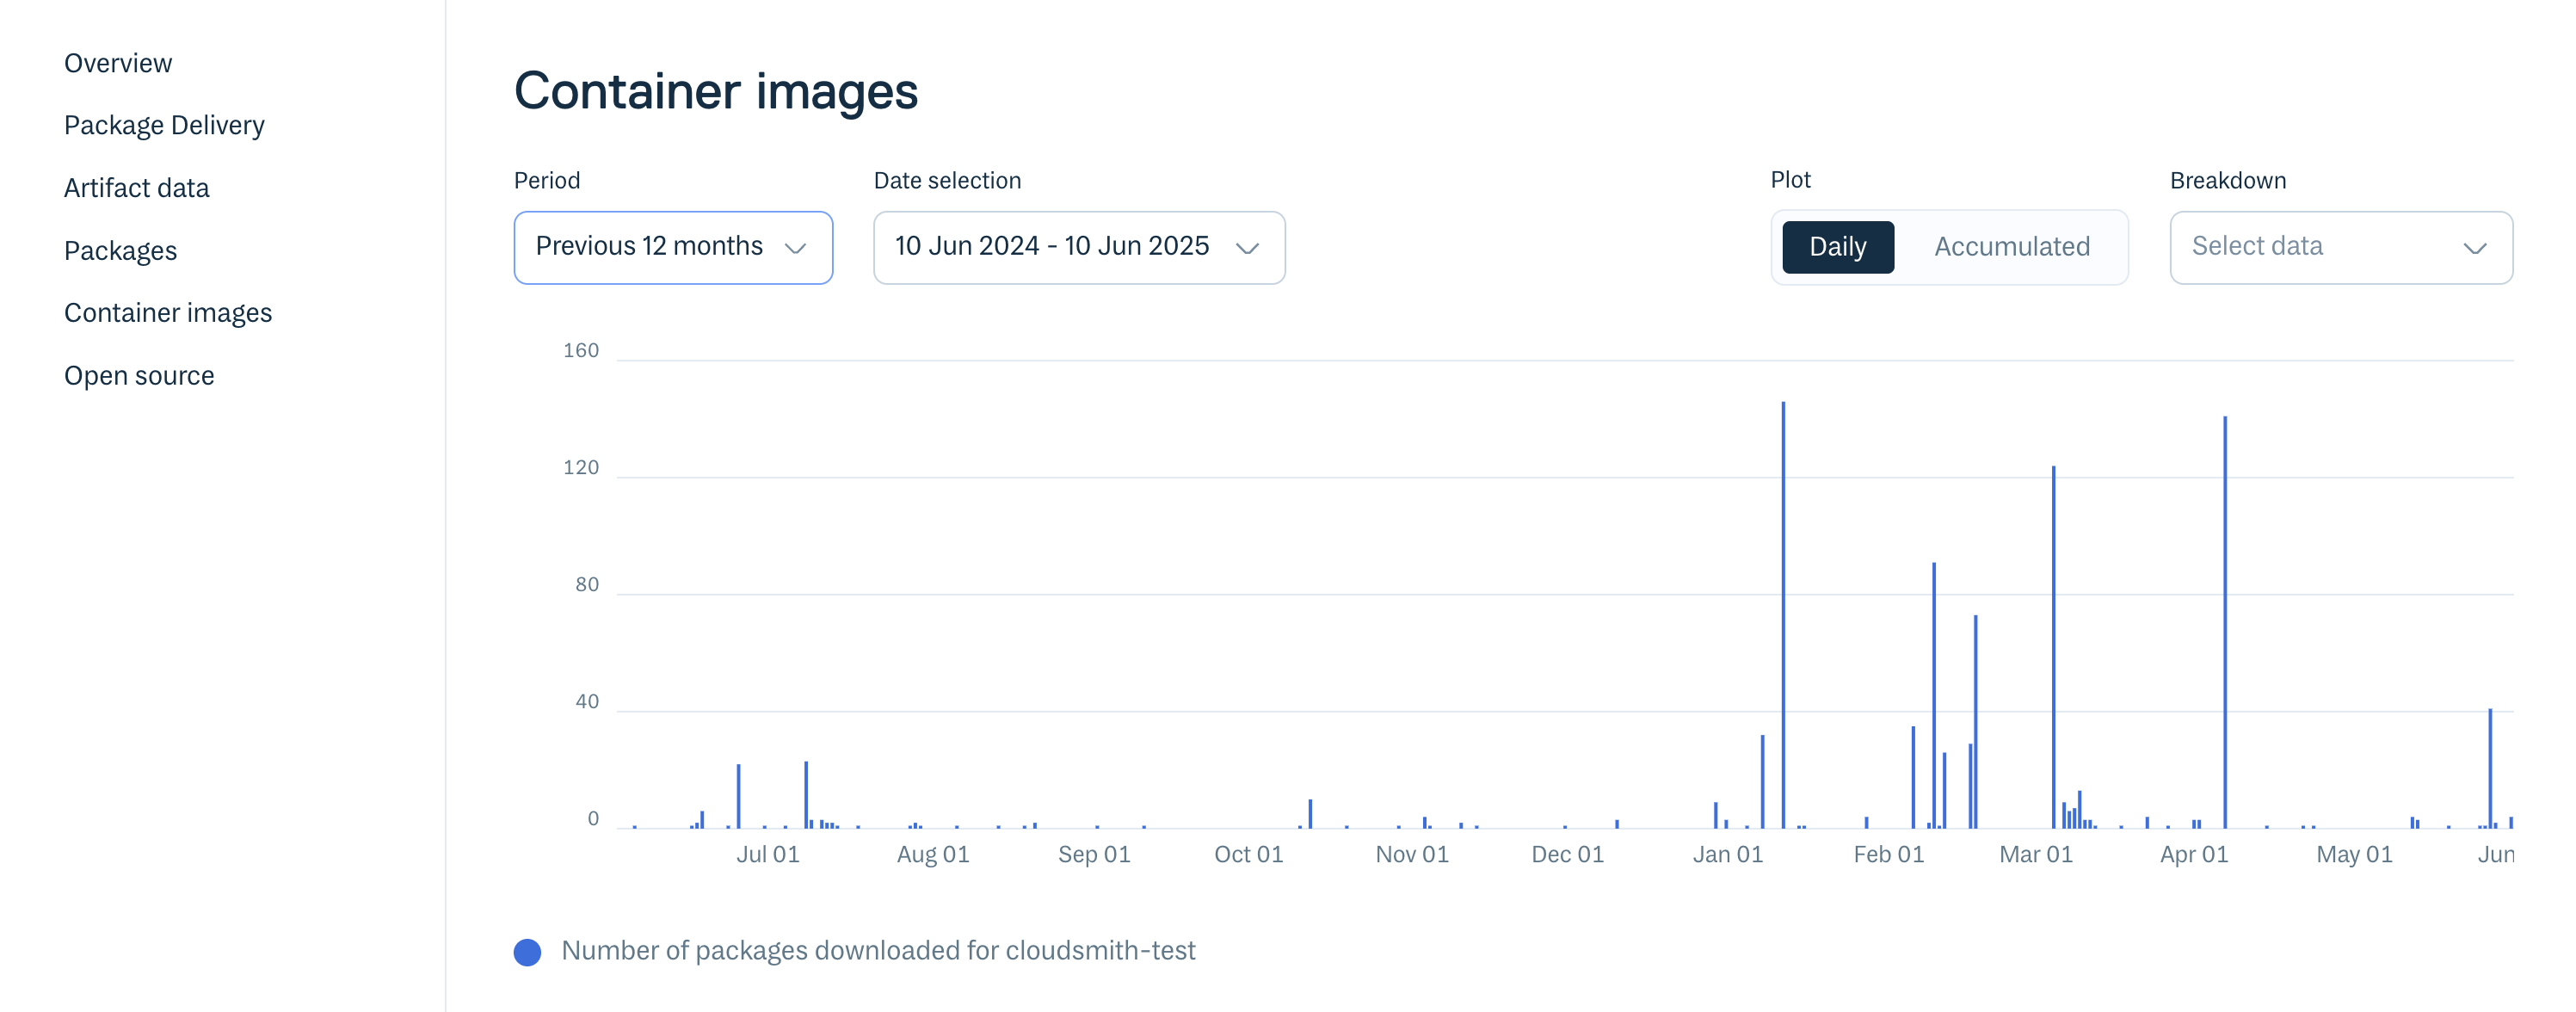 Overview
Package Delivery
Artifact data
Packages
Container images
Open source
Container images
Period
Date selection
Plot
Breakdown
Previous 12 months
10 Jun 2024 - 10 Jun 2025
Daily
Accumulated
Select data
160
120
80
40
0
Jul 01
Aug 01
Sep 01
Oct 01
Nov 01
Dec 01
Jan 01
Feb 01
Mar 01
Apr 01
May 01
Jun
Number of packages downloaded for cloudsmith-test